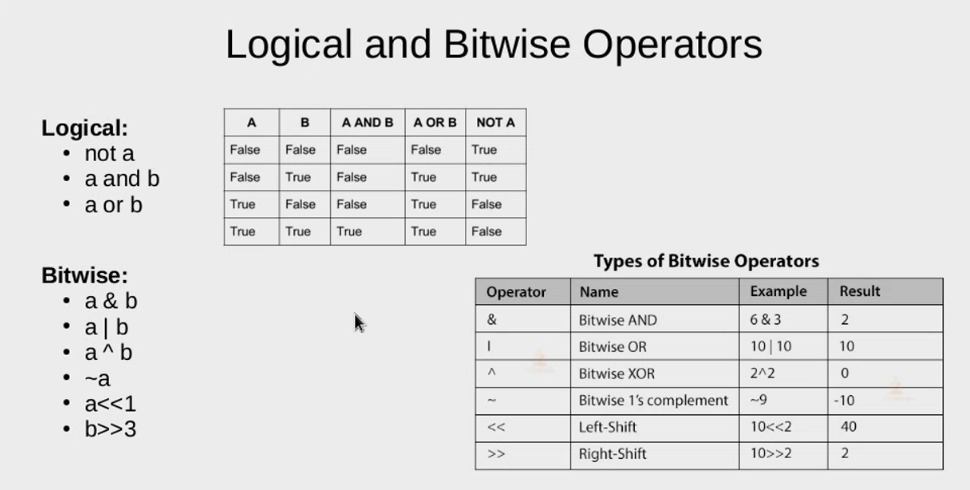 Logical and Bitwise Operators
Logical:
• not a
• a and b
• a or b
A B A AND B A OR B NOT A
False False False False True
False True False True True
True False False True False
True True True True False
Bitwise:
• a & b
• a | b
• a ^ b
• ~a
• a<<1
• b>>3
Types of Bitwise Operators
Operator Name Example Result
& Bitwise AND 6 & 3 2
| Bitwise OR 10 | 10 10
^ Bitwise XOR 2^2 0
~ Bitwise 1's complement ~9 -10
<< Left-Shift 10<<2 40
>> Right-Shift 10>>2 2